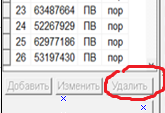 23 63487664 ПВ пор
24 52267929 ПВ пор
25 62977186 ПВ пор
26 53197430 ПВ пор
Добавить Изменить Удалить